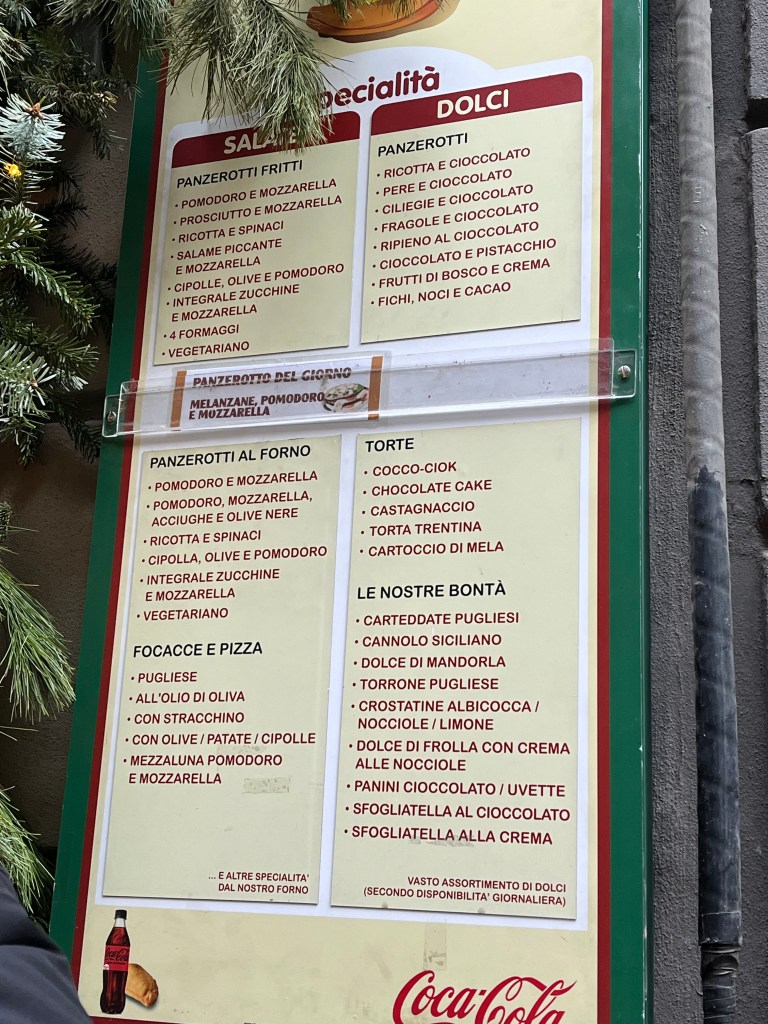 DOLCI
PANZEROTTI FRITTI
• POMODORO E MOZZARELLA
• PROSCIUTTO E MOZZARELLA
• RICOTTA E SPINACI
• SALAME PICCANTE
E MOZZARELLA
• CIPOLLE, OLIVE E POMODORO
• INTEGRALE ZUCCHINE
E MOZZARELLA
• 4 FORMAGGI
• VEGETARIANO
PANZEROTTI
• RICOTTA E CIOCCOLATO
• PERE E CIOCCOLATO
• CILIEGIE E CIOCCOLATO
• FRAGOLE E CIOCCOLATO
• RIPIENO AL CIOCCOLATO
• CIOCCOLATO E PISTACCHIO
• FRUTTI DI BOSCO E CREMA
• FICHI, NOCI E CACAO
PANZEROTTO DEL GIORNO
MELANZANE, POMODORO
E MOZZARELLA
PANZEROTTI AL FORNO
• POMODORO E MOZZARELLA
• POMODORO, MOZZARELLA,
ACCIUGHE E OLIVE NERE
• RICOTTA E SPINACI
• CIPOLLA, OLIVE E POMODORO
• INTEGRALE ZUCCHINE
E MOZZARELLA
• VEGETARIANO
FOCACCE E PIZZA
• PUGLIESE
• ALL'OLIO DI OLIVA
• CON STRACCHINO
• CON OLIVE / PATATE / CIPOLLE
• MEZZALUNA POMODORO
E MOZZARELLA
... E ALTRE SPECIALITA'
DAL NOSTRO FORNO
TORTE
• COCCO-CIOK
• CHOCOLATE CAKE
• CASTAGNACCIO
• TORTA TRENTINA
• CARTOCCIO DI MELA
LE NOSTRE BONTÀ
• CARTEDDATE PUGLIESI
• CANNOLO SICILIANO
• DOLCE DI MANDORLA
• TORRONE PUGLIESE
• CROSTATINE ALBICOCCA /
NOCCIOLE / LIMONE
• DOLCE DI FROLLA CON CREMA
ALLE NOCCIOLE
• PANINI CIOCCOLATO / UVETTE
• SFOGLIATELLA AL CIOCCOLATO
• SFOGLIATELLA ALLA CREMA
VASTO ASSORTIMENTO DI DOLCI
(SECONDO DISPONIBILITA' GIORNALIERA)
Coca-Cola
Coca-Cola